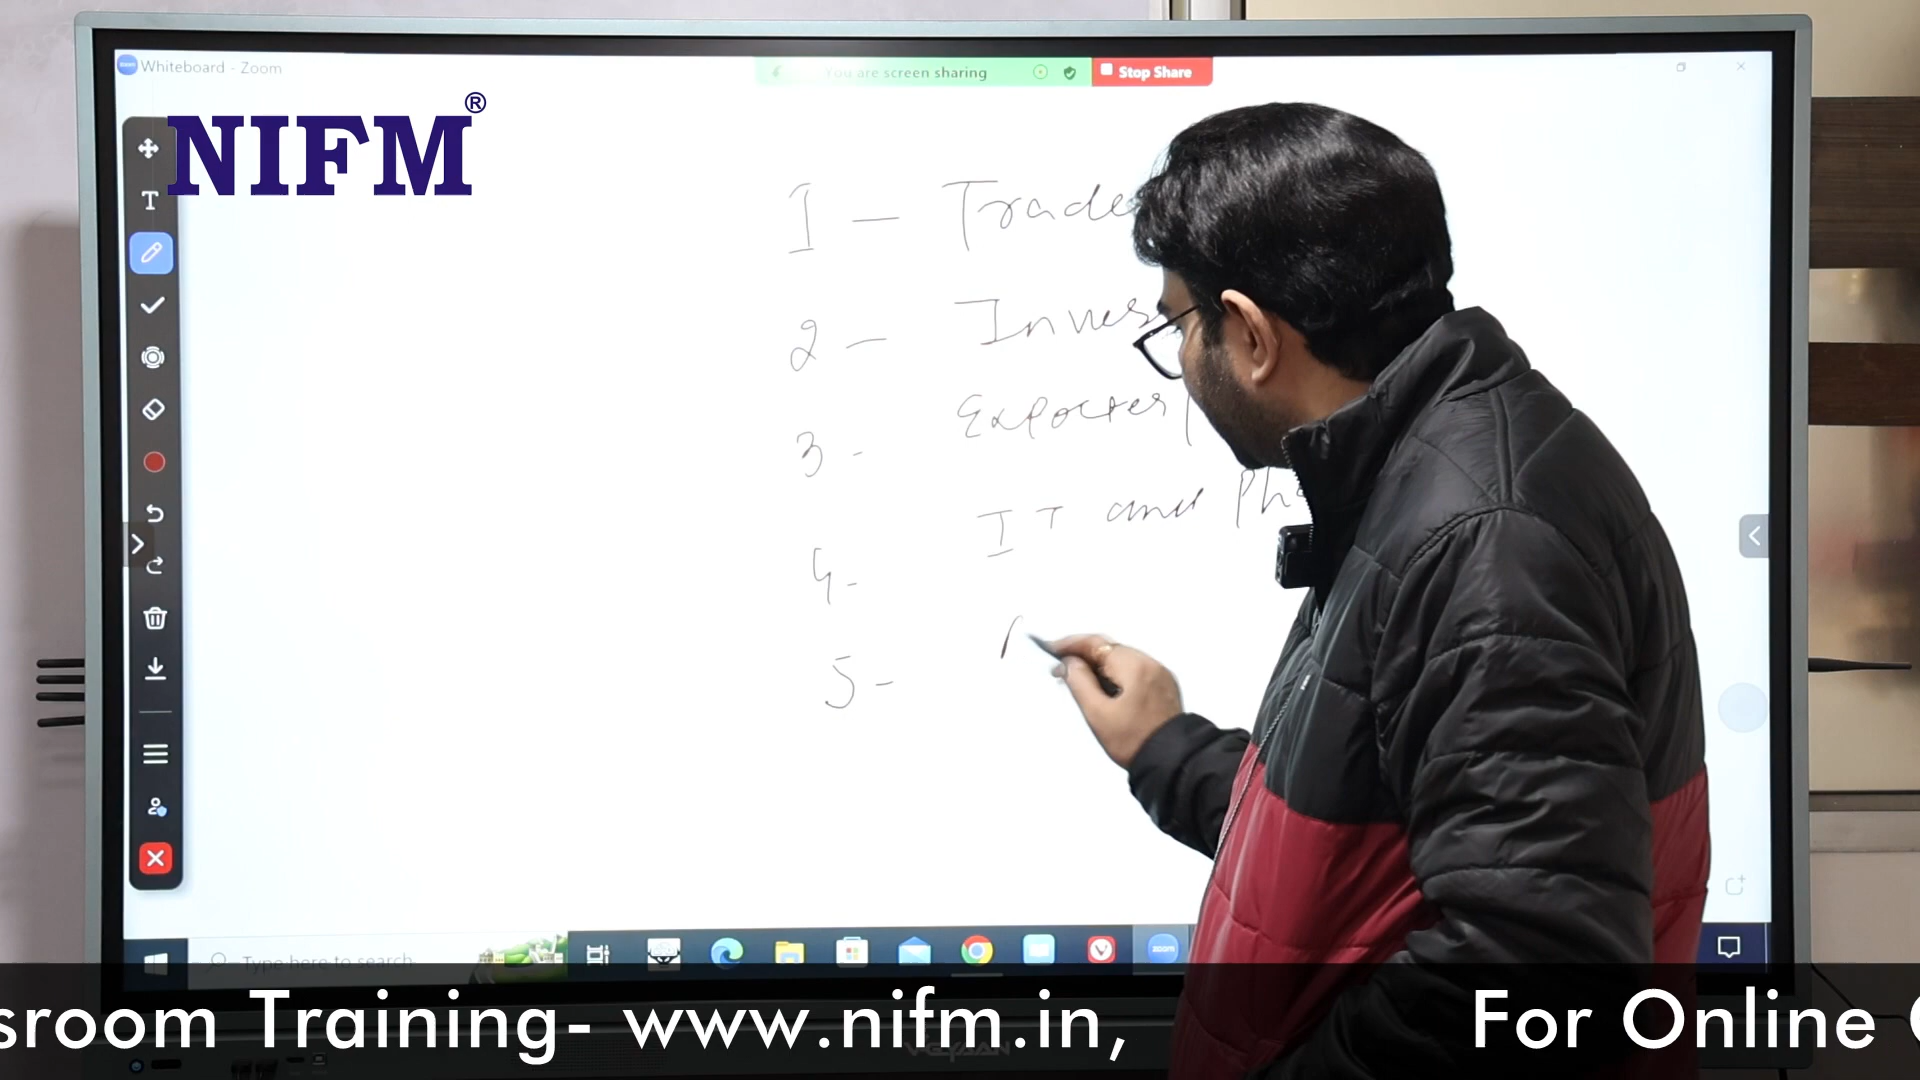 Whiteboard - Zoom
You are screen sharing
Stop Share
NIFM®
T
1 - Trade
2 - Inves
3 - Exporter
4 - IT and Ph
5 -
Type here to search
zoom
sroom Training- www.nifm.in, For Online